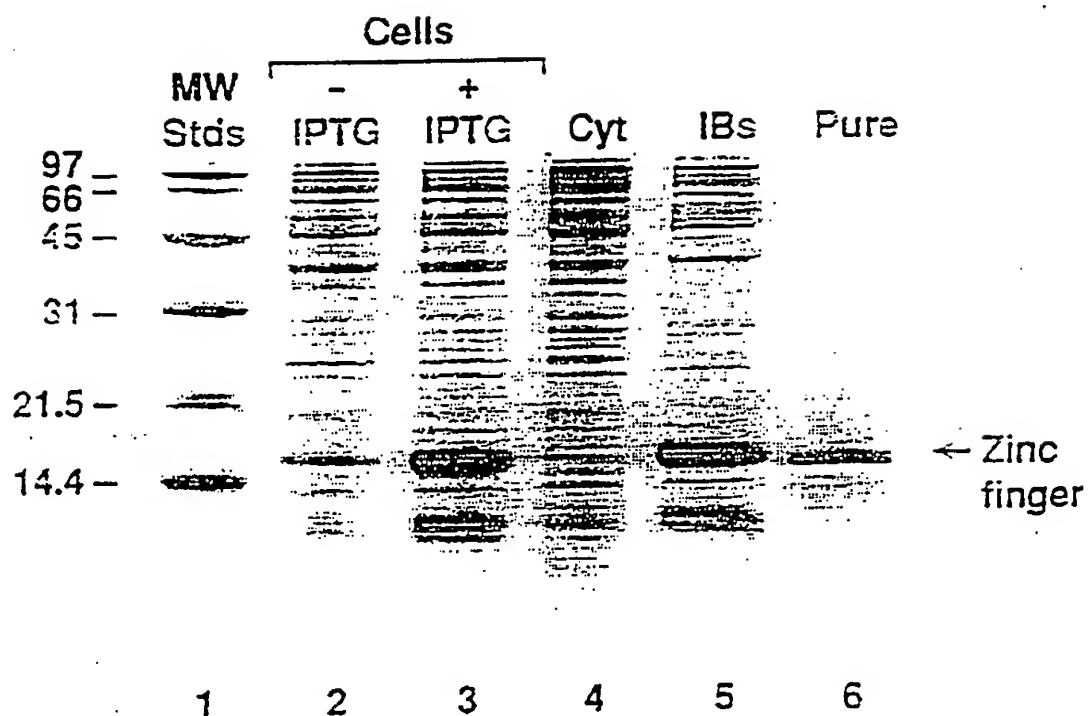 Cells
MW - +
Stds IPTG IPTG Cyt IBs Pure
97 –
66 –
45 –
31 –
21.5 –
14.4 –
← Zinc
finger
1 2 3 4 5 6